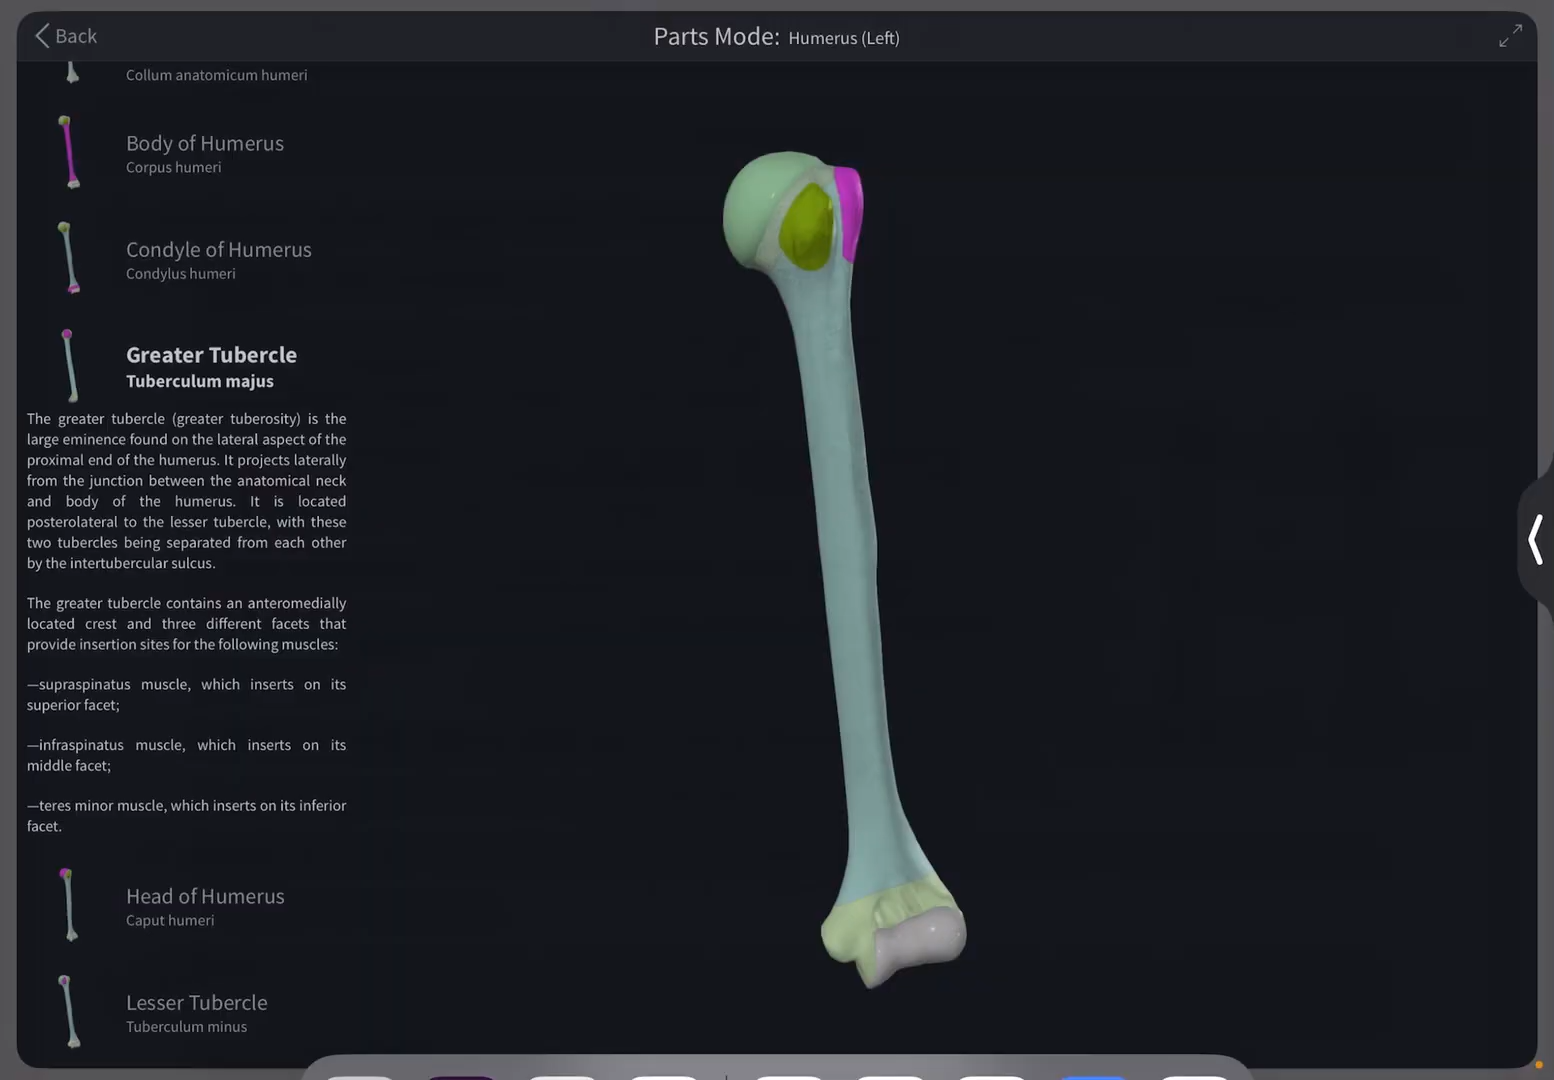 Back
Parts Mode: Humerus (Left)
Collum anatomicum humeri
Body of Humerus
Corpus humeri
Condyle of Humerus
Condylus humeri
Greater Tubercle
Tuberculum majus
The greater tubercle (greater tuberosity) is the
large eminence found on the lateral aspect of the
proximal end of the humerus. It projects laterally
from the junction between the anatomical neck
and body of the humerus. It is located
posterolateral to the lesser tubercle, with these
two tubercles being separated from each other
by the intertubercular sulcus.
The greater tubercle contains an anteromedially
located crest and three different facets that
provide insertion sites for the following muscles:
—supraspinatus muscle, which inserts on its
superior facet;
—infraspinatus muscle, which inserts on its
middle facet;
—teres minor muscle, which inserts on its inferior
facet.
Head of Humerus
Caput humeri
Lesser Tubercle
Tuberculum minus